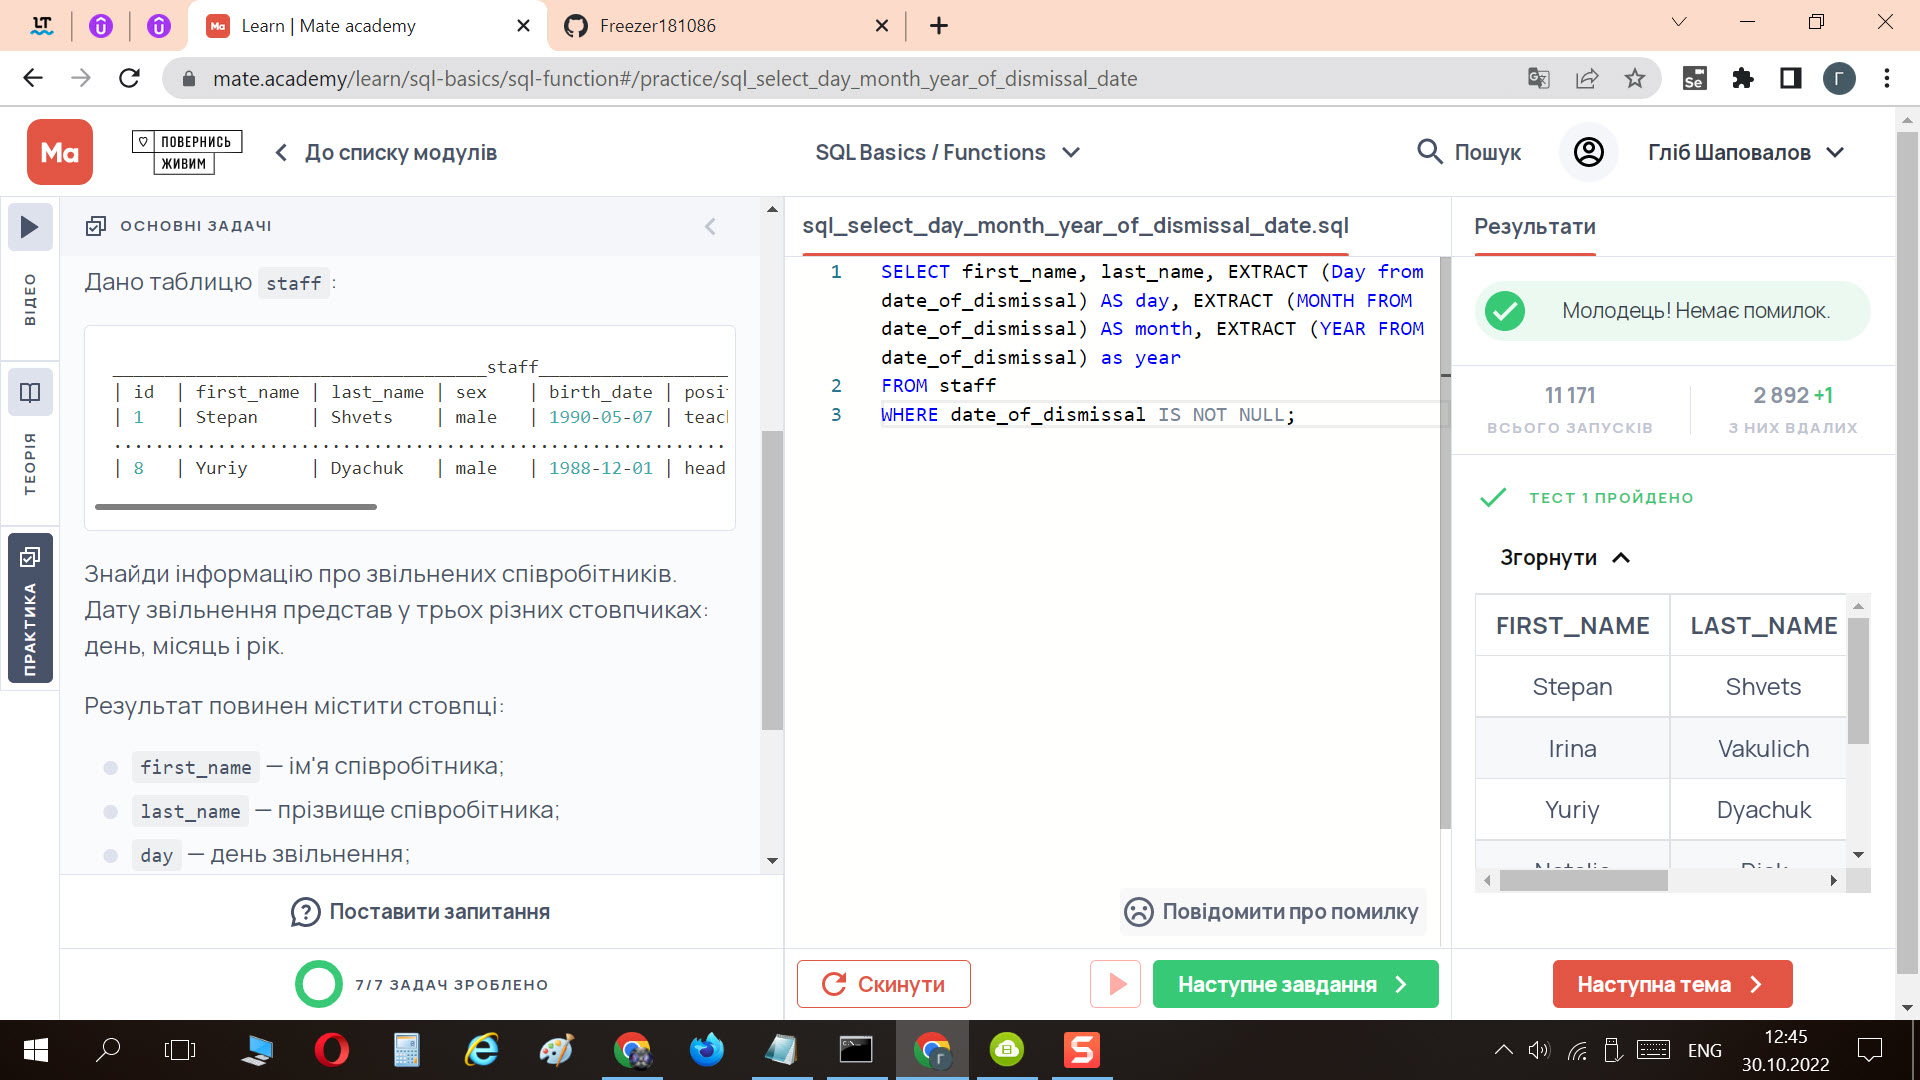 Learn | Mate academy
Freezer181086
mate.academy/learn/sql-basics/sql-function#/practice/sql_select_day_month_year_of_dismissal_date
Ma
ПОВЕРНИСЬ
ЖИВИМ
До списку модулів
SQL Basics / Functions
Пошук
Гліб Шаповалов
ВІДЕО
ТЕОРІЯ
ПРАКТИКА
ОСНОВНІ ЗАДАЧІ
Дано таблицю staff :
____________________________________staff__________________
| id | first_name | last_name | sex | birth_date | posit
| 1 | Stepan | Shvets | male | 1990-05-07 | teach
...........................................................
| 8 | Yuriy | Dyachuk | male | 1988-12-01 | head
Знайди інформацію про звільнених співробітників.
Дату звільнення представ у трьох різних стовпчиках:
день, місяць і рік.
Результат повинен містити стовпці:
first_name — ім'я співробітника;
last_name — прізвище співробітника;
day — день звільнення;
Поставити запитання
7/7 ЗАДАЧ ЗРОБЛЕНО
sql_select_day_month_year_of_dismissal_date.sql
1 SELECT first_name, last_name, EXTRACT (Day from
date_of_dismissal) AS day, EXTRACT (MONTH FROM
date_of_dismissal) AS month, EXTRACT (YEAR FROM
date_of_dismissal) as year
2 FROM staff
3 WHERE date_of_dismissal IS NOT NULL;
Повідомити про помилку
Скинути
Наступне завдання
Результати
Молодець! Немає помилок.
11 171
2 892 +1
ВСЬОГО ЗАПУСКІВ
З НИХ ВДАЛИХ
ТЕСТ 1 ПРОЙДЕНО
Згорнути
FIRST_NAME LAST_NAME
Stepan Shvets
Irina Vakulich
Yuriy Dyachuk
Наступна тема
ENG
12:45
30.10.2022